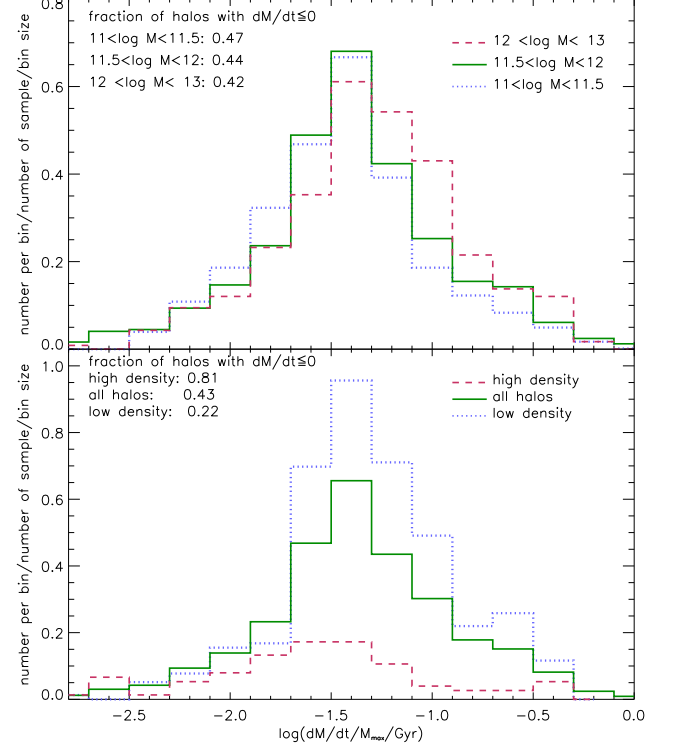 0.8
fraction of halos with dM/dt≦0
11<log M<11.5: 0.47
11.5<log M<12: 0.44
12 <log M< 13: 0.42
12 <log M< 13
11.5<log M<12
11<log M<11.5
number per bin/number of sample/bin size
0.6
0.4
0.2
0.0
fraction of halos with dM/dt≦0
high density: 0.81
all halos: 0.43
low density: 0.22
high density
all halos
low density
number per bin/number of sample/bin size
1.0
0.8
0.6
0.4
0.2
0.0
−2.5 −2.0 −1.5 −1.0 −0.5 0.0
log(dM/dt/Mmax/Gyr)